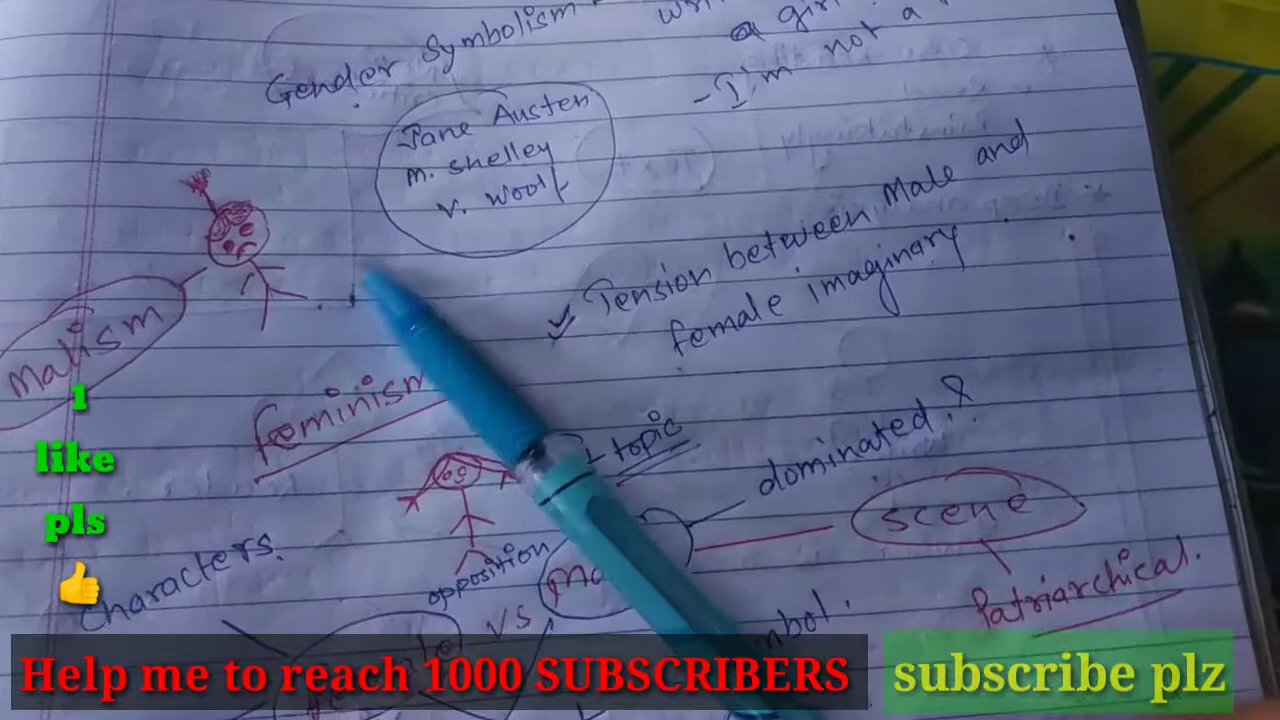 Gender Symbolism
a girl
- I'm not a
Jane Austen
M. Shelley
V. Woolf
Tension between Male and
female imaginary.
Malism
feminism
topic
dominated.?
scene
Patriarchical.
opposition
vs
Characters.
1
like
pls
👍
Help me to reach 1000 SUBSCRIBERS
subscribe plz